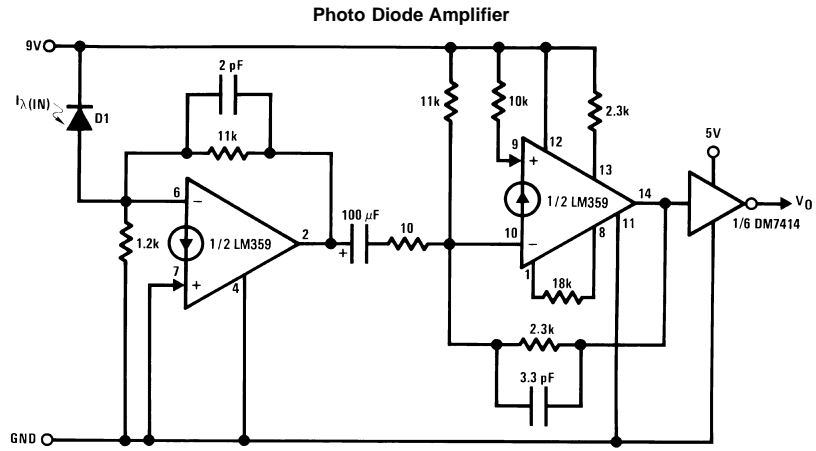 Photo Diode Amplifier
9V
2 pF
Iλ(IN)
D1
11k
11k
10k
2.3k
9
+
12
13
5V
6
−
1/2 LM359
14
VO
1/6 DM7414
1.2k
1/2 LM359
2
100 μF
+
10
10
−
8
11
7
+
4
1
18k
2.3k
3.3 pF
GND